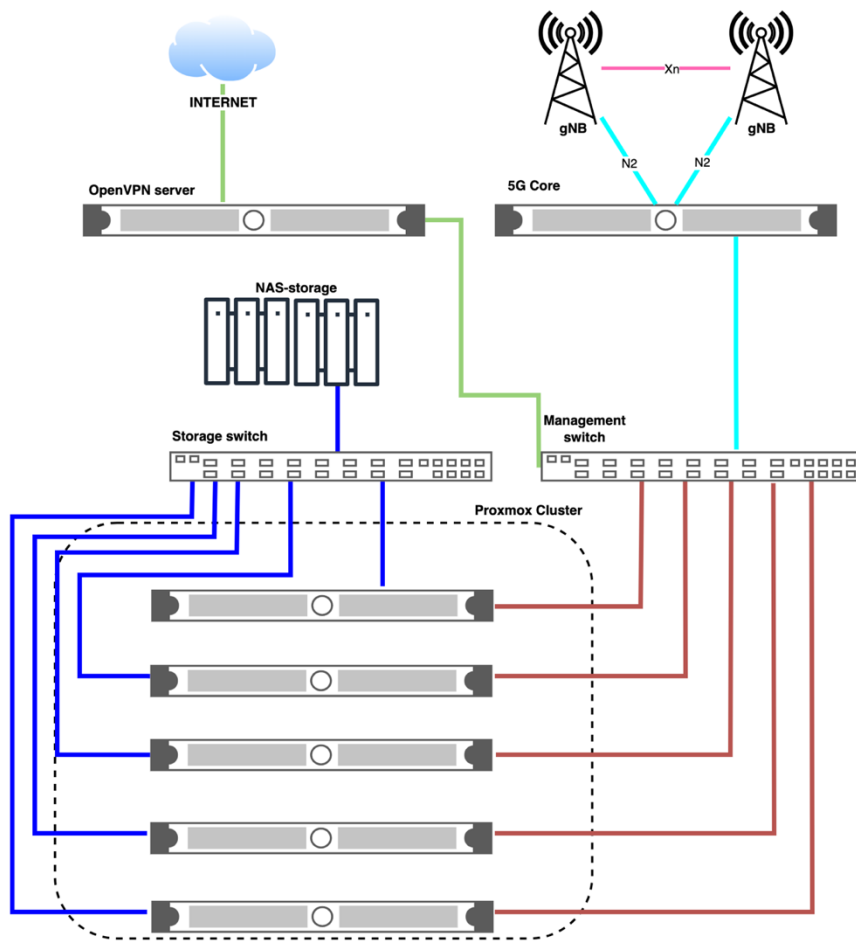 INTERNET
Xn
gNB
gNB
N2
N2
OpenVPN server
5G Core
NAS-storage
Storage switch
Management
switch
Proxmox Cluster